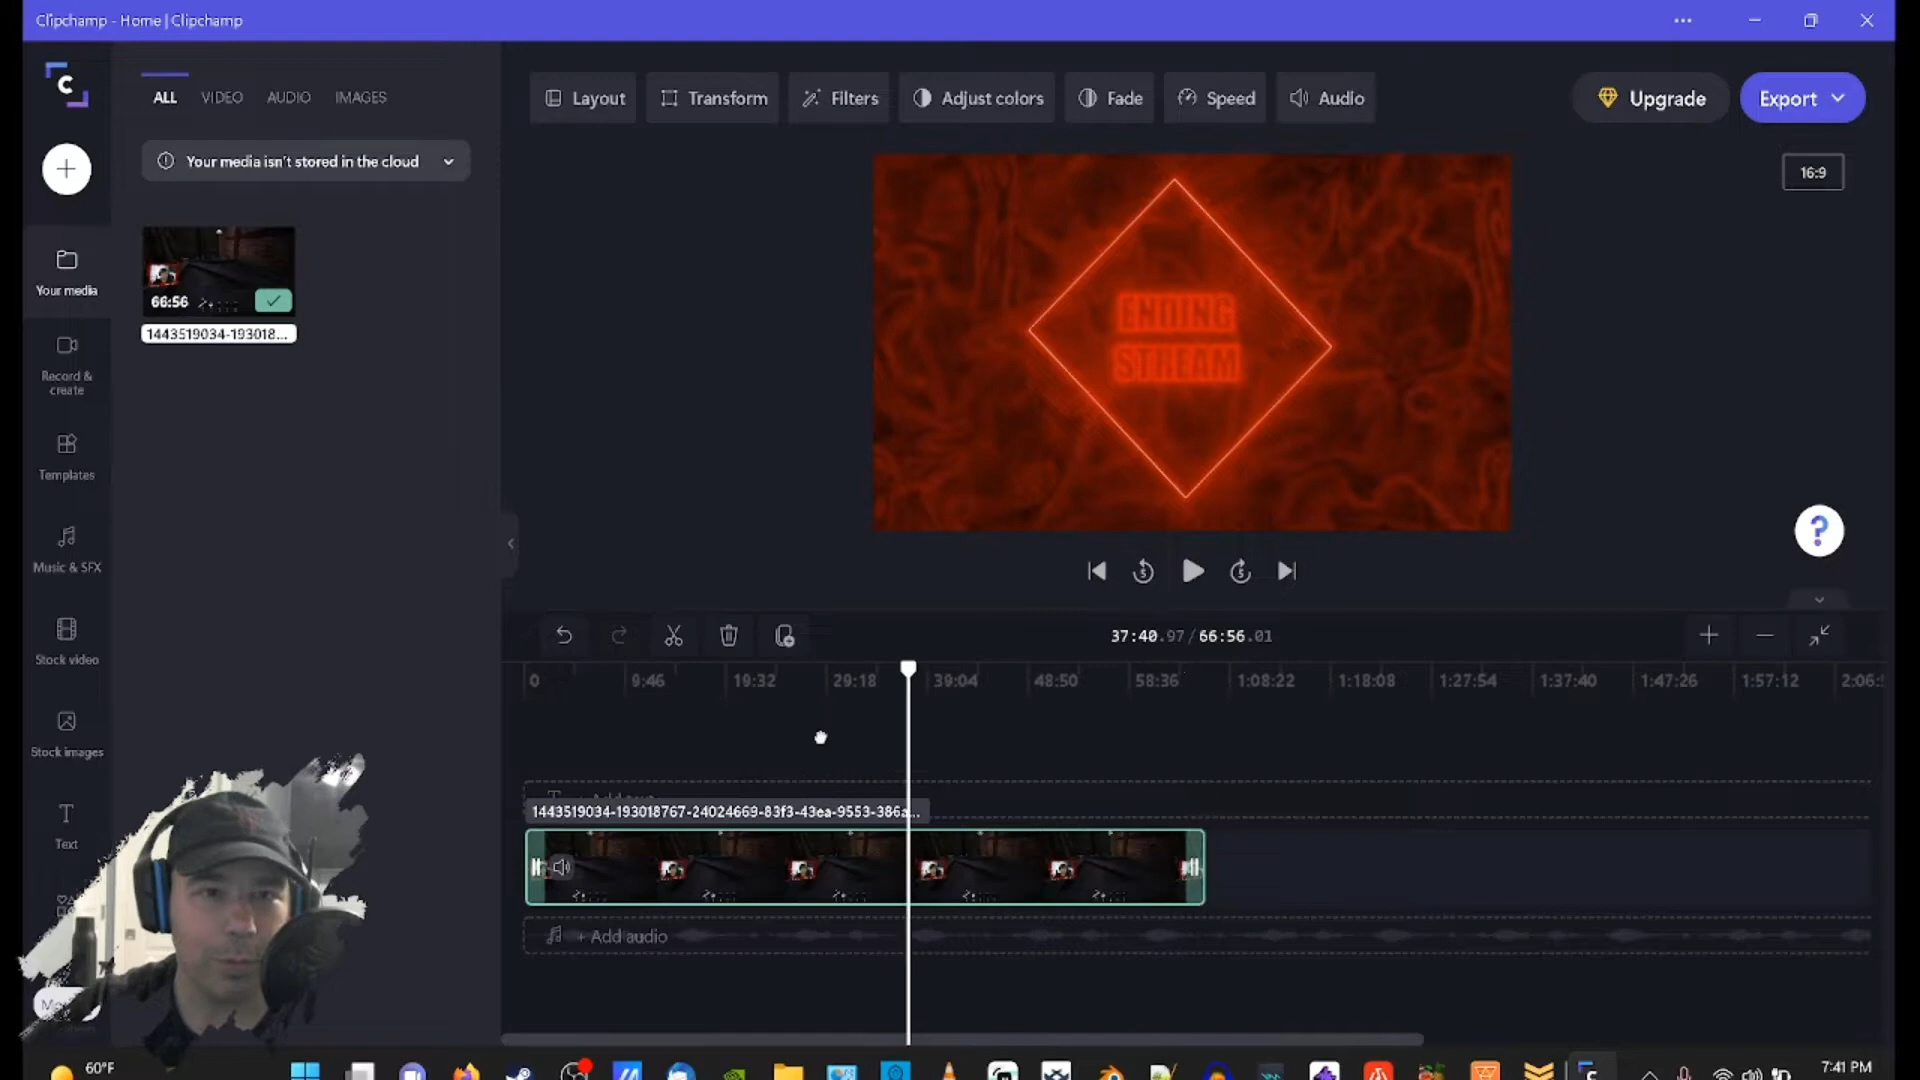 Clipchamp - Home | Clipchamp
ALL VIDEO AUDIO IMAGES
Layout Transform Filters Adjust colors Fade Speed Audio
Upgrade Export
Your media isn't stored in the cloud
16:9
66:56
1443519034-193018...
Your media
Record &
create
Templates
Music & SFX
Stock video
Stock images
Text
ENDING
STREAM
5 5
?
37:40.97 / 66:56.01
0 9:46 19:32 29:18 39:04 48:50 58:36 1:08:22 1:18:08 1:27:54 1:37:40 1:47:26 1:57:12 2:06:
1443519034-193018767-24024669-83f3-43ea-9553-386a...
+ Add audio
60°F
7:41 PM